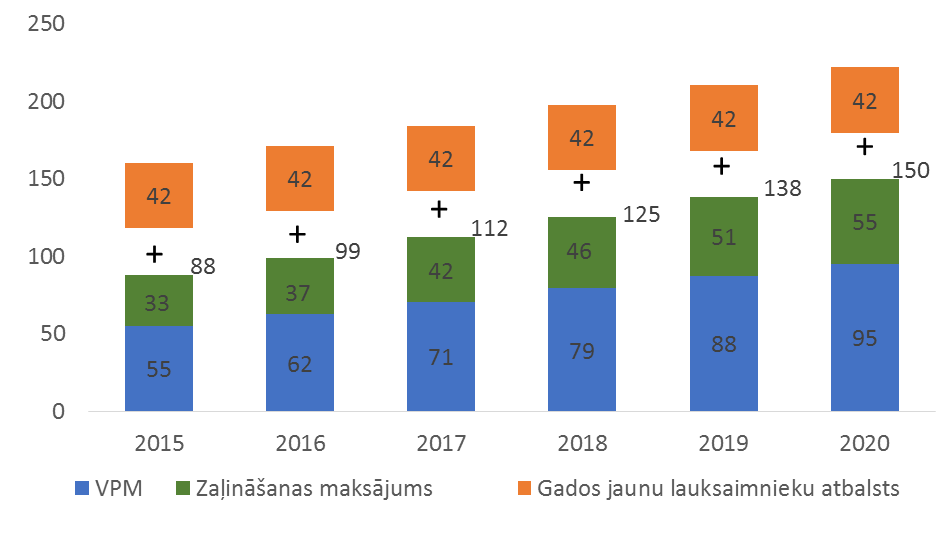 250
200
150
100
50
0
42 42 42 42 42 42
+ + + + + +
88 99 112 125 138 150
33 37 42 46 51 55
55 62 71 79 88 95
2015 2016 2017 2018 2019 2020
VPM Zaļināšanas maksājums Gados jaunu lauksaimnieku atbalsts